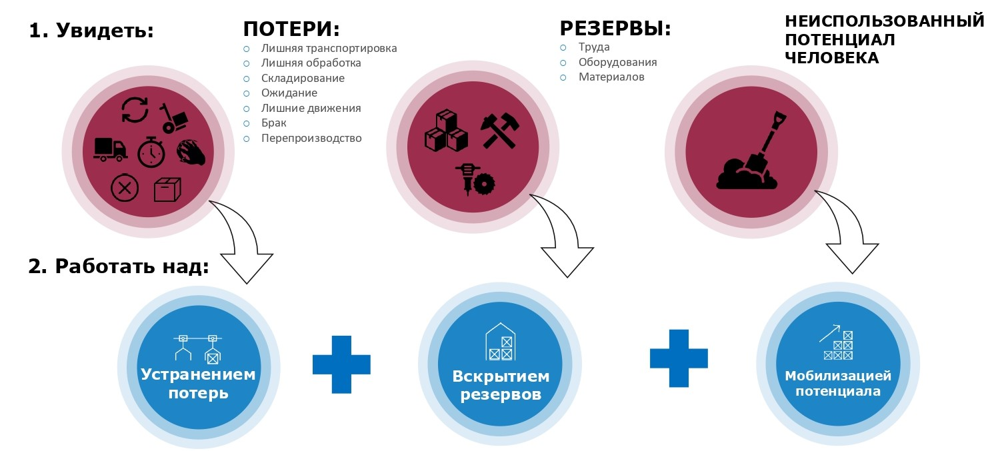 1. Увидеть:
ПОТЕРИ:
Лишняя транспортировка
Лишняя обработка
Складирование
Ожидание
Лишние движения
Брак
Перепроизводство
РЕЗЕРВЫ:
Труда
Оборудования
Материалов
НЕИСПОЛЬЗОВАННЫЙ
ПОТЕНЦИАЛ
ЧЕЛОВЕКА
2. Работать над:
Устранением
потерь
Вскрытием
резервов
Мобилизацией
потенциала